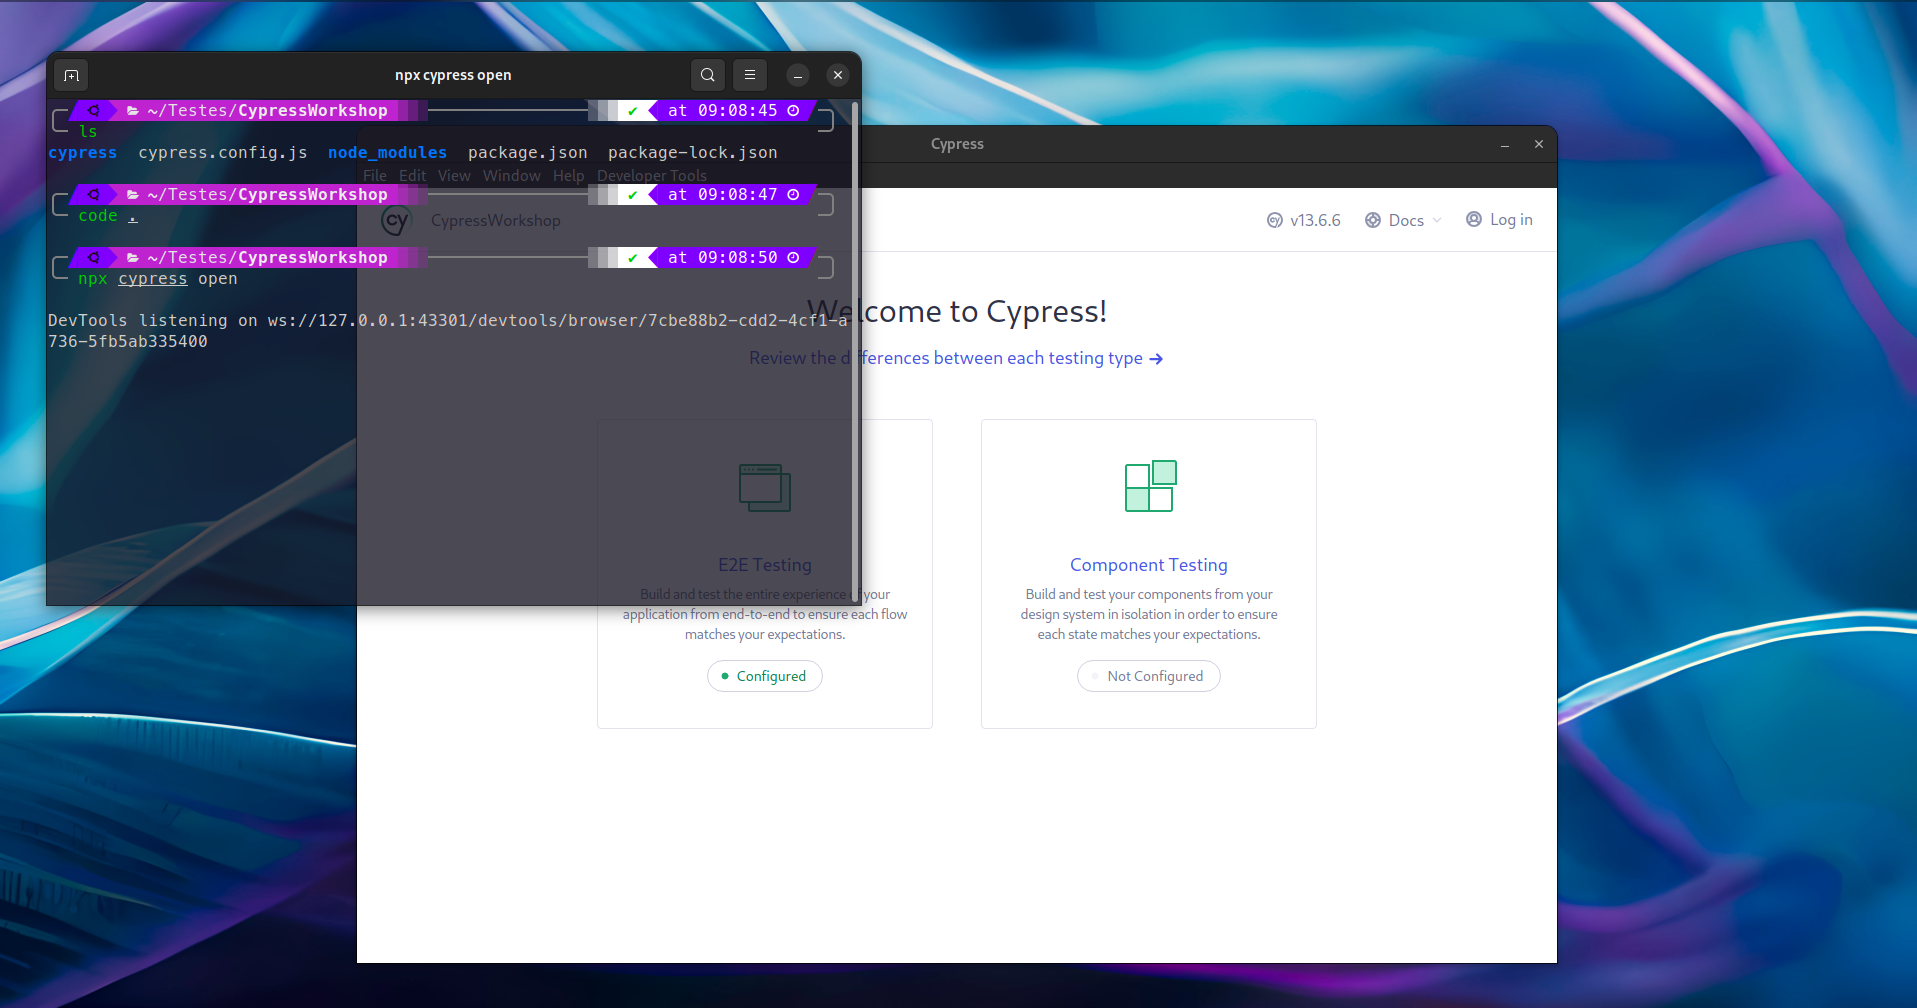 npx cypress open
~/Testes/CypressWorkshop ✔ at 09:08:45
ls
cypress cypress.config.js node_modules package.json package-lock.json
~/Testes/CypressWorkshop ✔ at 09:08:47
code .
~/Testes/CypressWorkshop ✔ at 09:08:50
npx cypress open
DevTools listening on ws://127.0.0.1:43301/devtools/browser/7cbe88b2-cdd2-4cf1-a
736-5fb5ab335400
Cypress
File Edit View Window Help Developer Tools
cy CypressWorkshop
cy v13.6.6 Docs Log in
Welcome to Cypress!
Review the differences between each testing type →
E2E Testing
Build and test the entire experience of your
application from end-to-end to ensure each flow
matches your expectations.
Configured
Component Testing
Build and test your components from your
design system in isolation in order to ensure
each state matches your expectations.
Not Configured